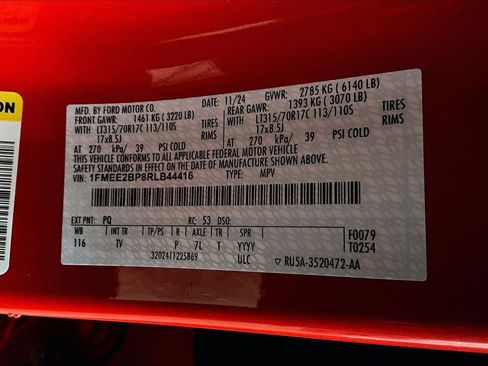 ON
MFD. BY FORD MOTOR CO.
11/24
GVWR: 2785 KG ( 6140 LB)
FRONT GAWR: 1461 KG ( 3220 LB)
REAR GAWR: 1393 KG ( 3070 LB)
WITH LT315/70R17C 113/110S TIRES
WITH LT315/70R17C 113/110S TIRES
17x8.5J RIMS
17x8.5J RIMS
AT 270 kPa/ 39 PSI COLD
AT 270 kPa/ 39 PSI COLD
THIS VEHICLE CONFORMS TO ALL APPLICABLE FEDERAL MOTOR VEHICLE
SAFETY STANDARDS IN EFFECT ON THE DATE OF MANUFACTURE SHOWN ABOVE.
VIN: 1FMEE2BP8RLB44416 TYPE: MPV
EXT PNT: PQ RC: 53 DSO:
WB INT TR TP/PS R AXLE TR SPR
116 TV P 7L T YYYY
F0079
T0254
3202411225869 ULC
▽ RU5A-3520472-AA